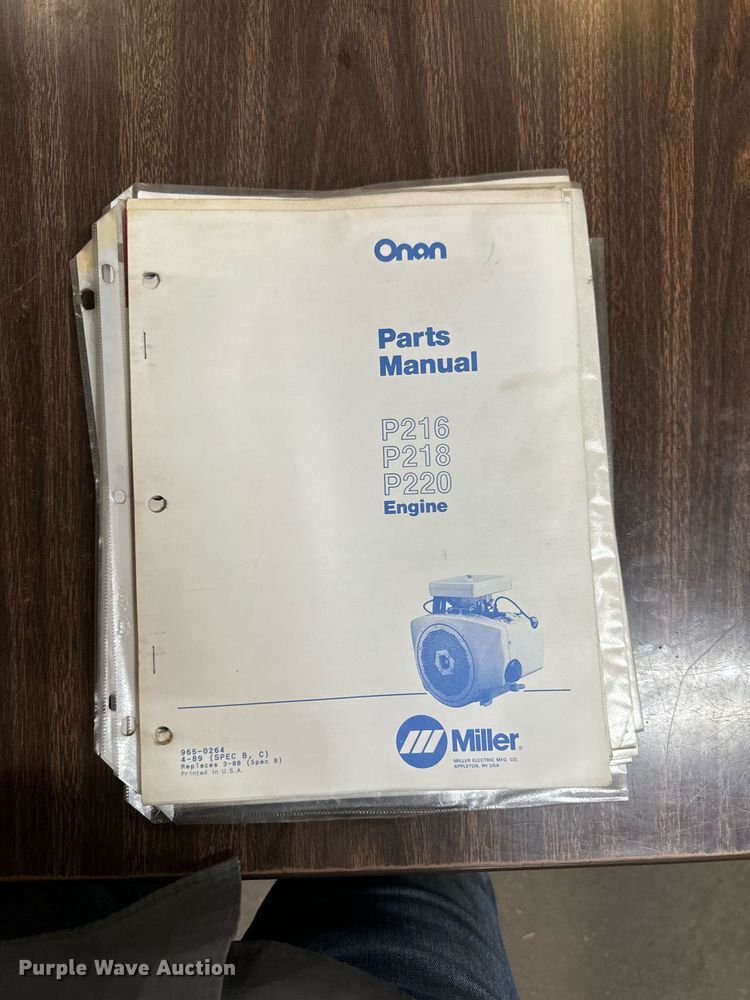 Onan
Parts
Manual
P216
P218
P220
Engine
965-0264
4-89 (SPEC B, C)
Replaces 3-88 (Spec B)
Printed in U.S.A.
Miller®
MILLER ELECTRIC MFG. CO.
APPLETON, WI USA
Purple Wave Auction